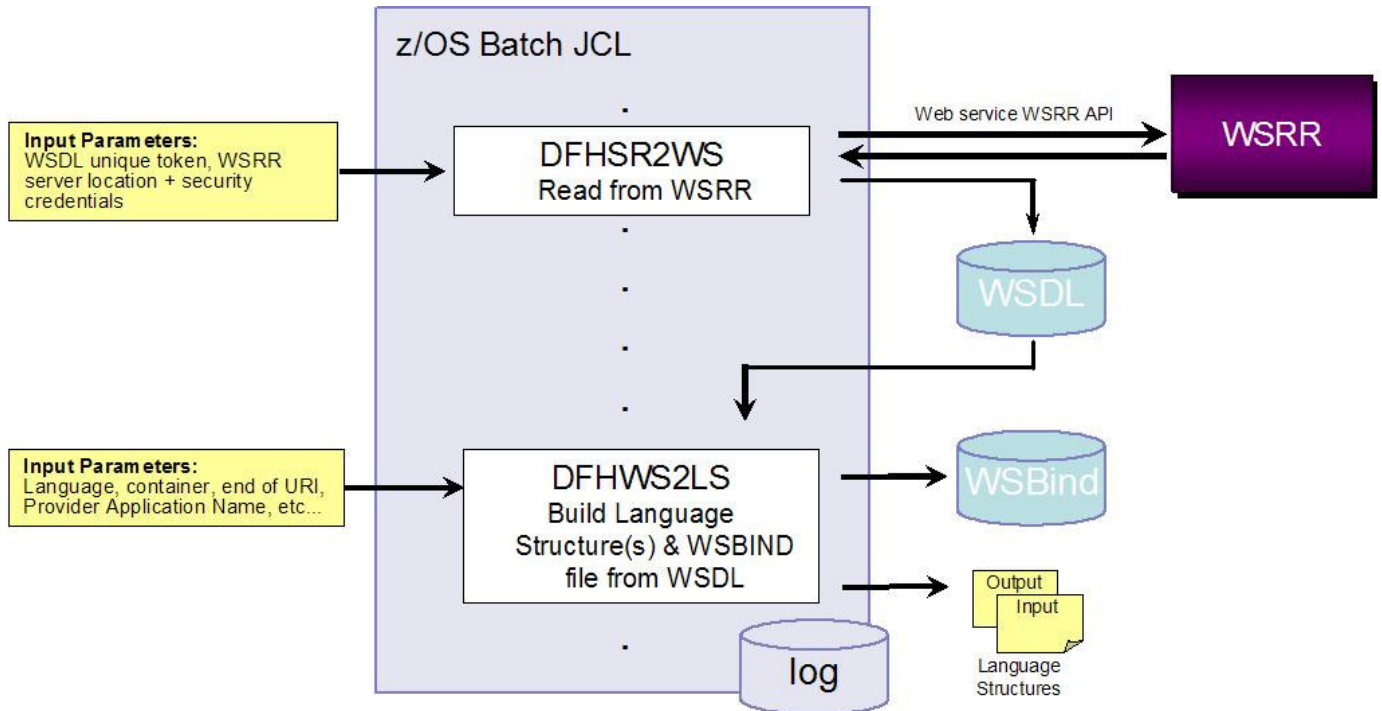 z/OS Batch JCL
Input Parameters:
WSDL unique token, WSRR
server location + security
credentials
DFHSR2WS
Read from WSRR
Web service WSRR API
WSRR
WSDL
Input Parameters:
Language, container, end of URI,
Provider Application Name, etc...
DFHWS2LS
Build Language
Structure(s) & WSBIND
file from WSDL
WSBind
Output
Input
Language
Structures
log